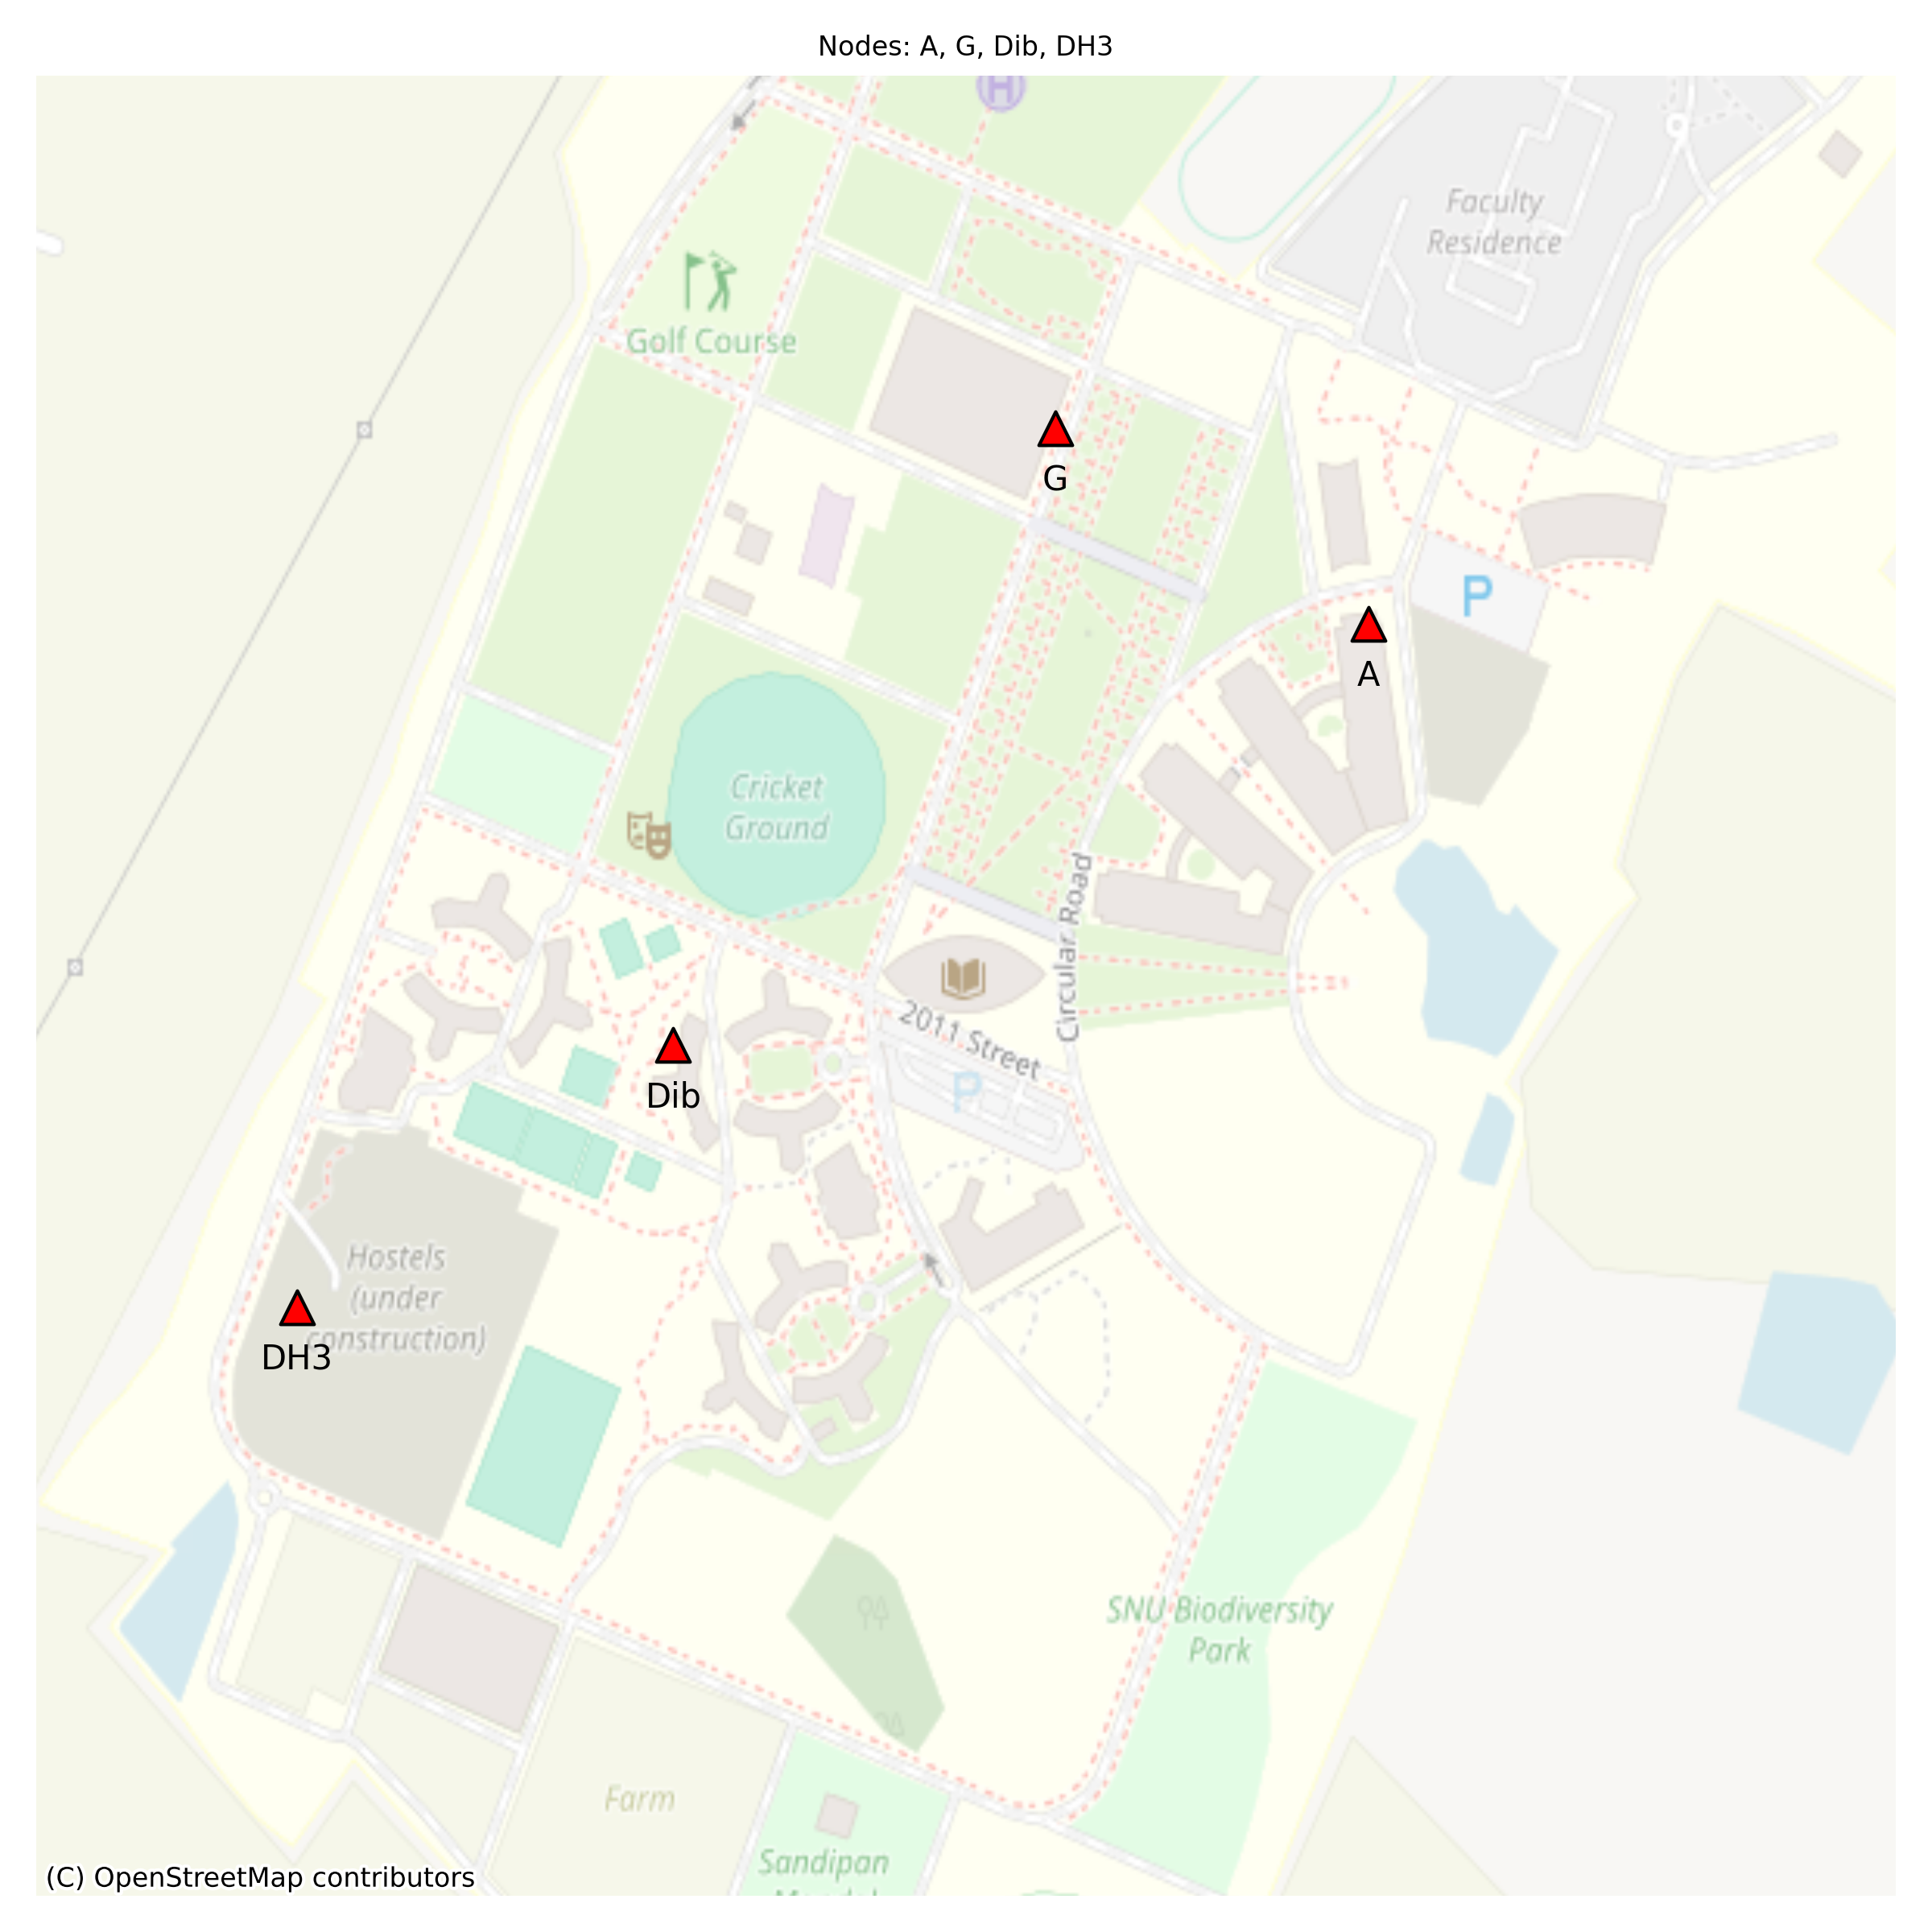 Nodes: A, G, Dib, DH3
H
Faculty
Residence
Golf Course
G
P
A
Cricket
Ground
Circular Road
2011 Street
P
Dib
Hostels
(under
construction)
DH3
SNU Biodiversity
Park
Farm
Sandipan
(C) OpenStreetMap contributors